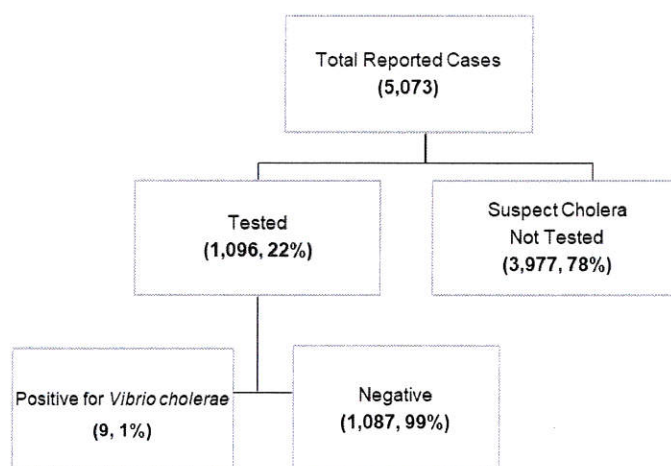 Total Reported Cases
(5,073)
Tested
(1,096, 22%)
Suspect Cholera
Not Tested
(3,977, 78%)
Positive for Vibrio cholerae
(9, 1%)
Negative
(1,087, 99%)